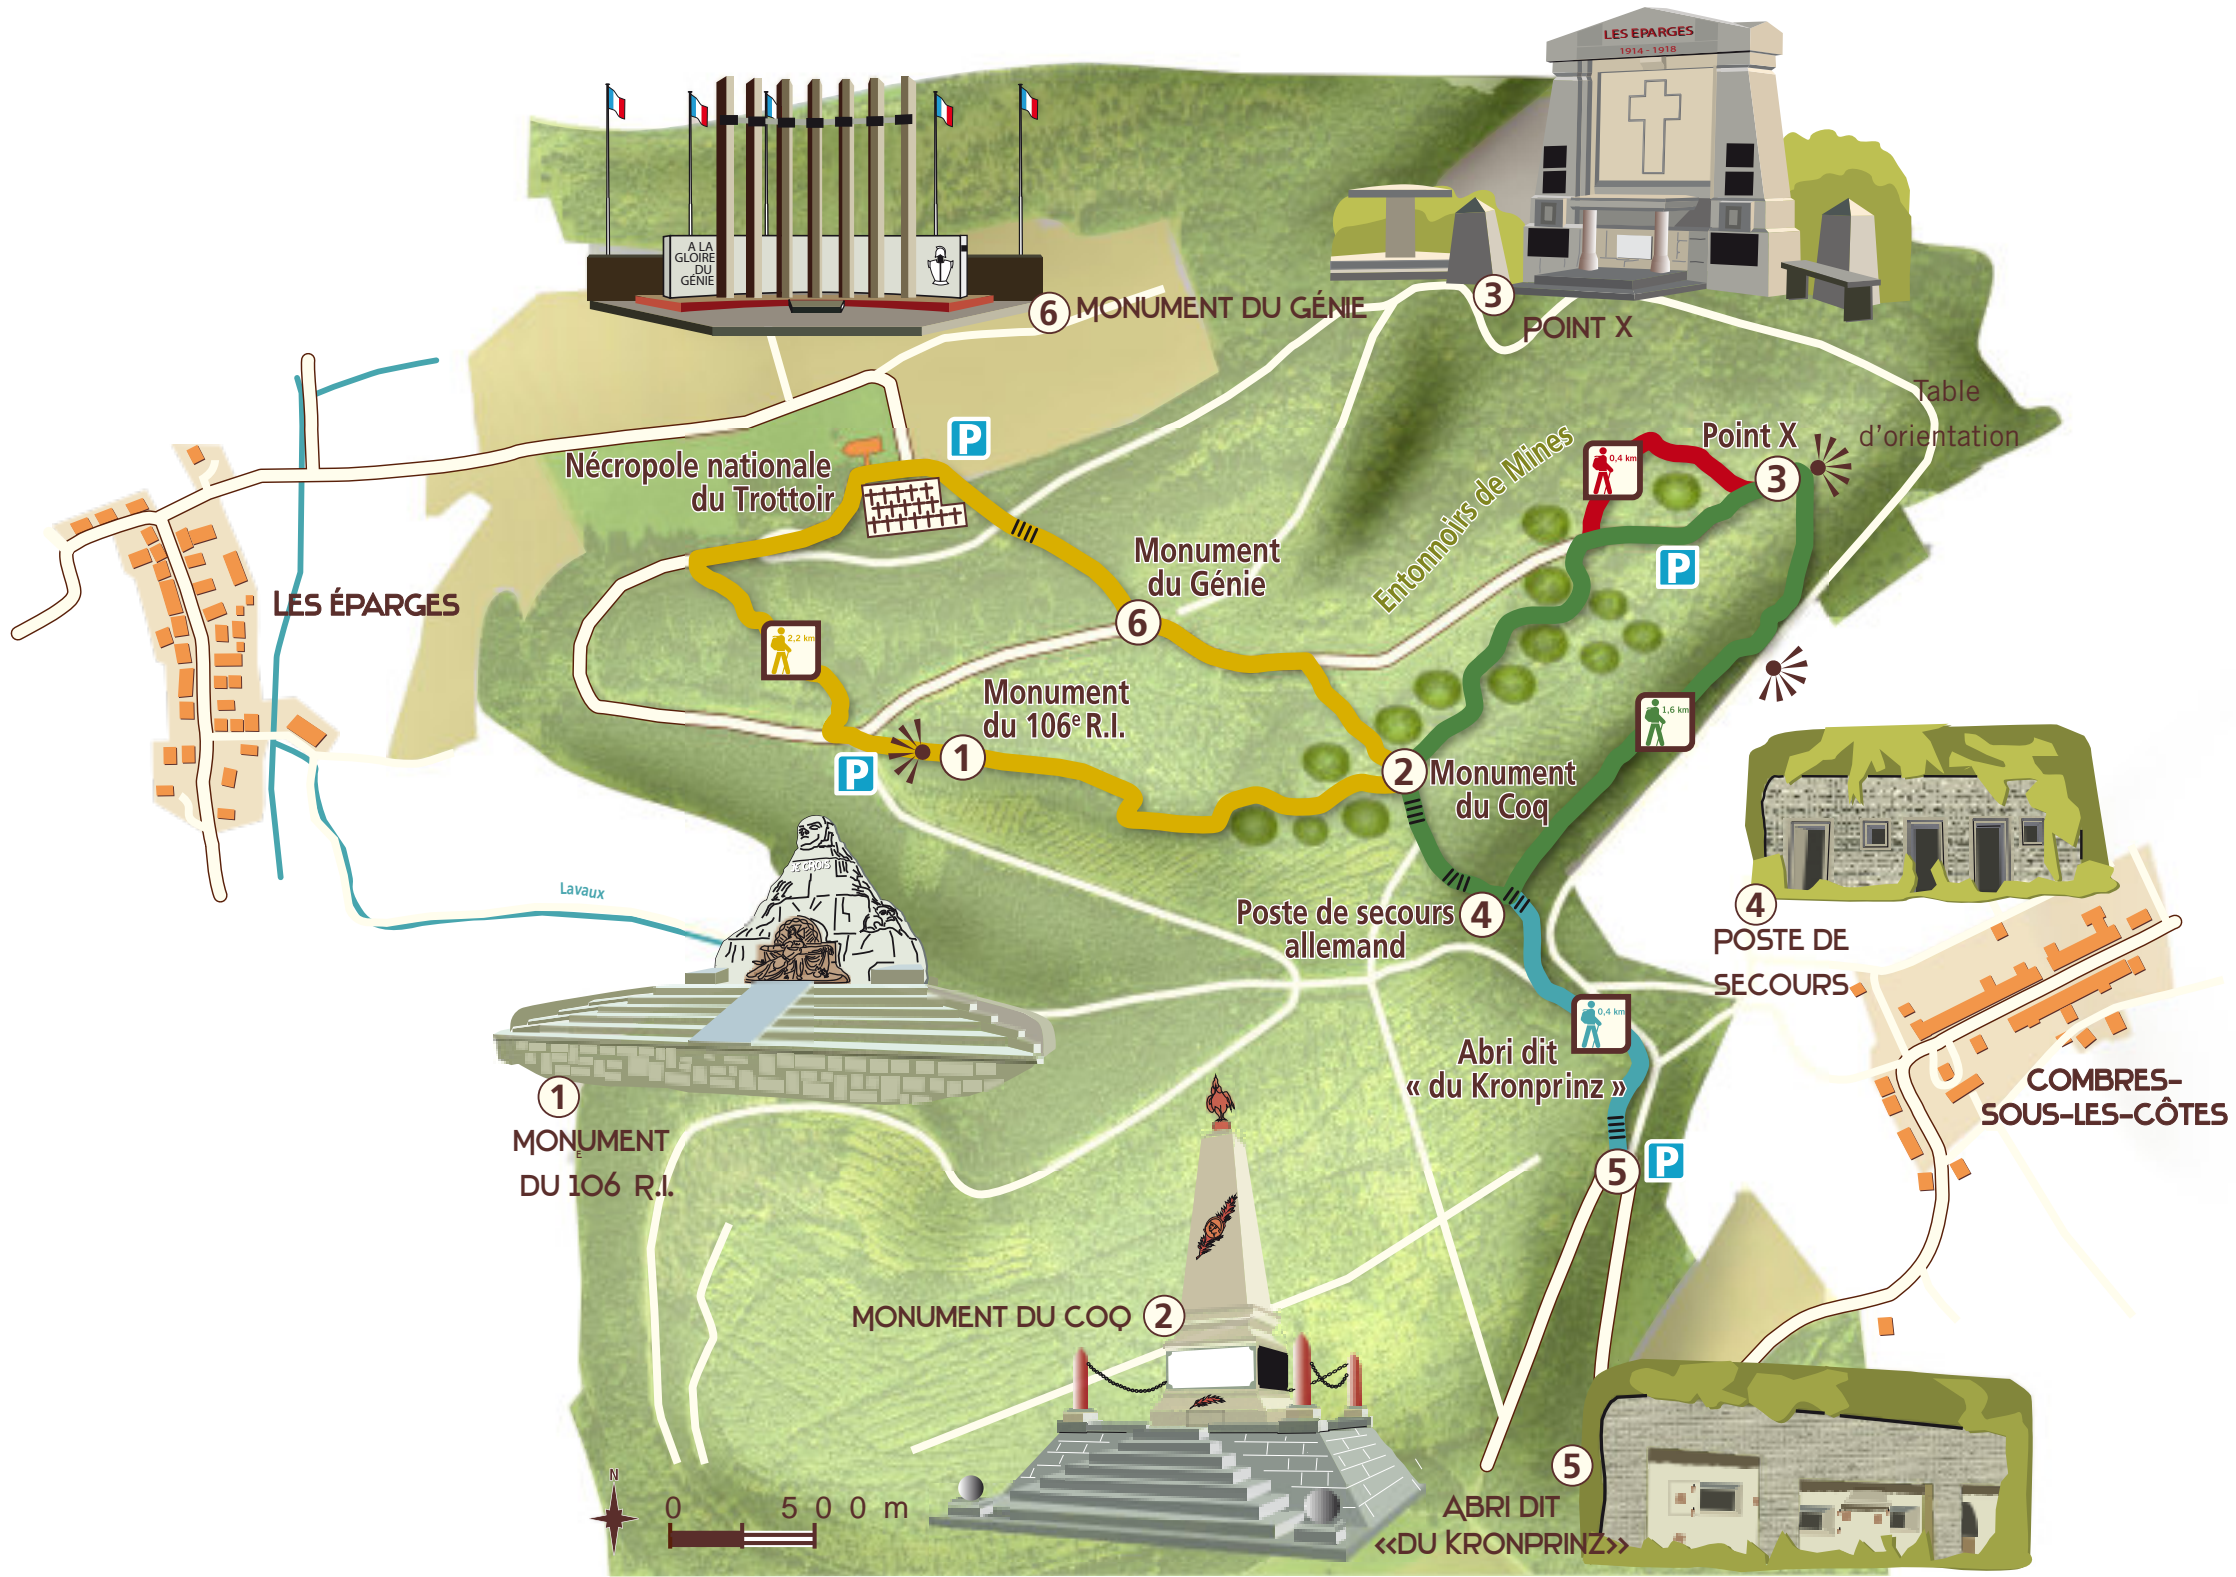 LES EPARGES
1914 - 1918
A LA
GLOIRE
DU
GÉNIE
6 MONUMENT DU GÉNIE
3
POINT X
Table
d'orientation
P
Nécropole nationale
du Trottoir
Point X
3
0,4 km
Entonnoirs de Mines
P
Monument
du Génie
6
LES ÉPARGES
2,2 km
Monument
du 106e R.I.
1
P
1,6 km
2 Monument
du Coq
JE CROIS
Lavaux
Poste de secours 4
allemand
4
POSTE DE
SECOURS
0,4 km
Abri dit
« du Kronprinz »
COMBRES-
SOUS-LES-CÔTES
1
MONUMENT
E
DU 106 R.I.
5 P
MONUMENT DU COQ 2
5
N
0 500 m
ABRI DIT
<<DU KRONPRINZ>>